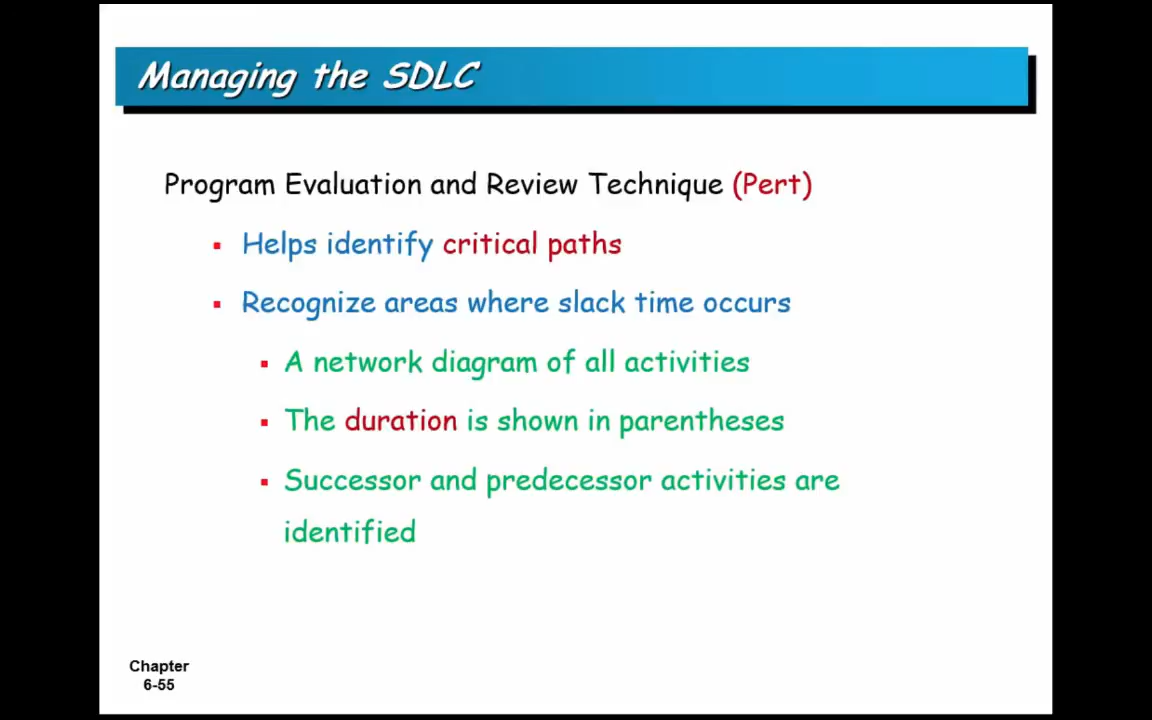 Managing the SDLC
Program Evaluation and Review Technique (Pert)
▪ Helps identify critical paths
▪ Recognize areas where slack time occurs
▪ A network diagram of all activities
▪ The duration is shown in parentheses
▪ Successor and predecessor activities are
identified
Chapter
6-55